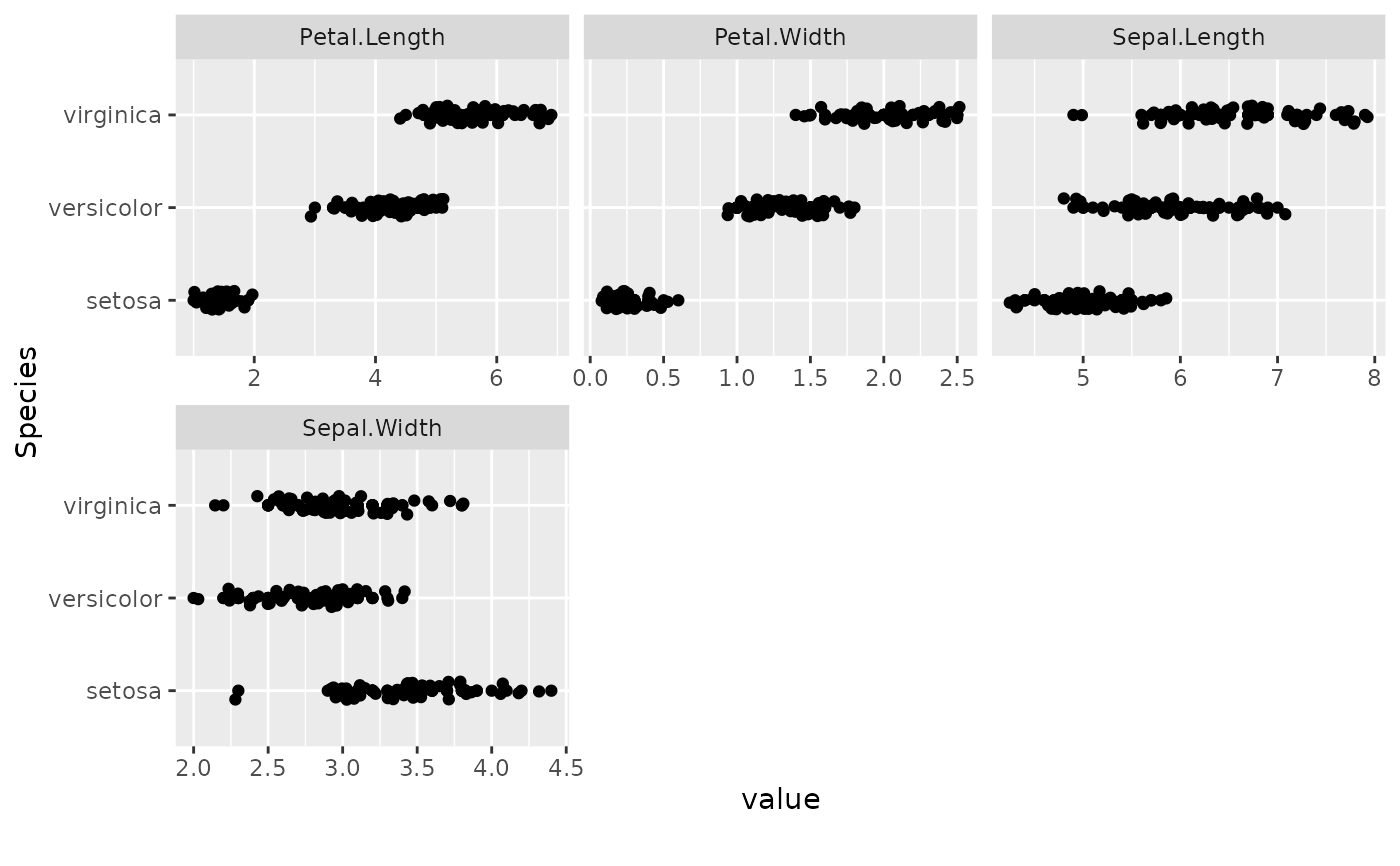 Petal.Length Petal.Width Sepal.Length
virginica
versicolor
setosa
2 4 6 0.0 0.5 1.0 1.5 2.0 2.5 5 6 7 8
Species
Sepal.Width
virginica
versicolor
setosa
2.0 2.5 3.0 3.5 4.0 4.5
value